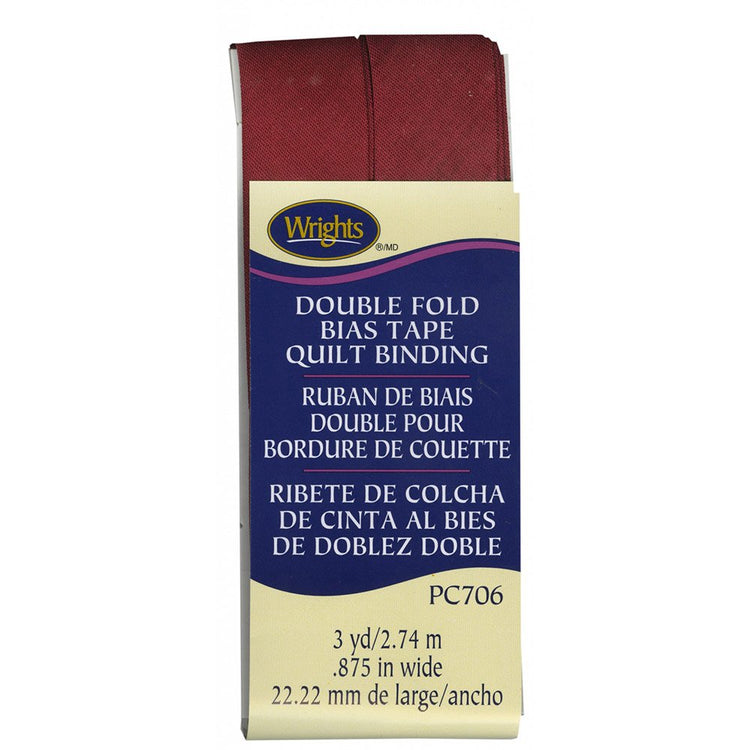 Wrights
®/MD
DOUBLE FOLD
BIAS TAPE
QUILT BINDING
RUBAN DE BIAIS
DOUBLE POUR
BORDURE DE COUETTE
RIBETE DE COLCHA
DE CINTA AL BIES
DE DOBLEZ DOBLE
PC706
3 yd/2.74 m
.875 in wide
22.22 mm de large/ancho